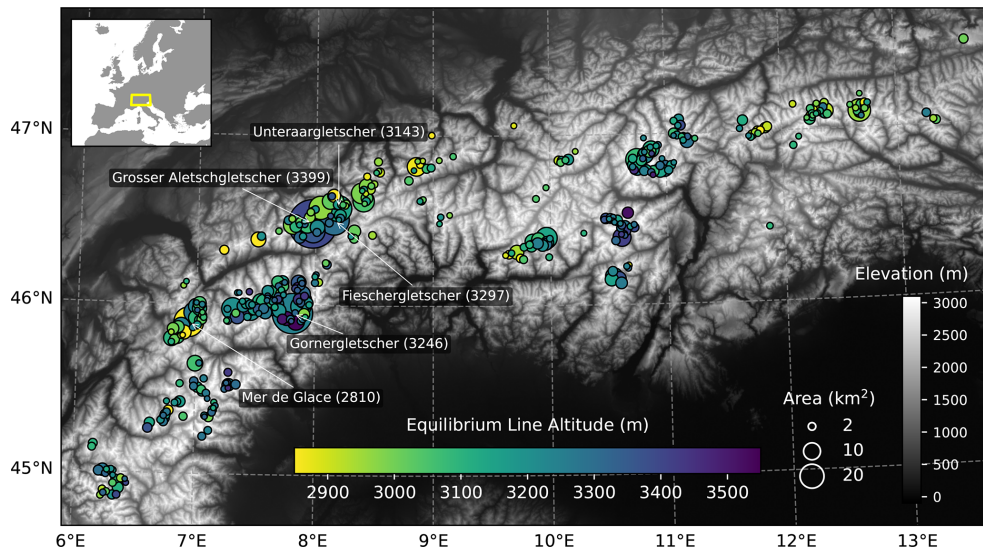 47°N
46°N
45°N
Unteraargletscher (3143)
Grosser Aletschgletscher (3399)
Fieschergletscher (3297)
Gornergletscher (3246)
Mer de Glace (2810)
Elevation (m)
3000
2500
2000
1500
1000
500
0
Area (km²)
2
10
20
Equilibrium Line Altitude (m)
2900 3000 3100 3200 3300 3400 3500
6°E 7°E 8°E 9°E 10°E 11°E 12°E 13°E